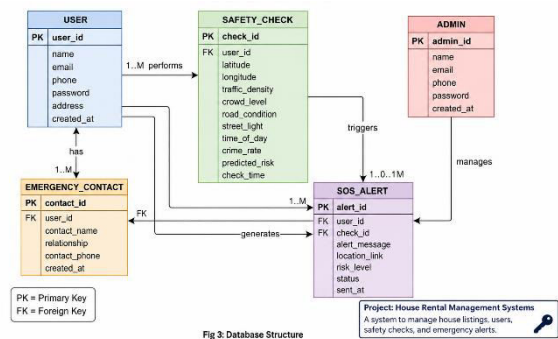 USER
PK user_id
name
email
phone
password
address
created_at
SAFETY_CHECK
PK check_id
FK user_id
latitude
longitude
traffic_density
crowd_level
road_condition
street_light
time_of_day
crime_rate
predicted_risk
check_time
ADMIN
PK admin_id
name
email
phone
password
created_at
1..M performs
has
1..M
triggers
1..0..1M
manages
EMERGENCY_CONTACT
PK contact_id
FK user_id
contact_name
relationship
contact_phone
created_at
FK
1..M
generates
SOS_ALERT
PK alert_id
FK user_id
FK check_id
alert_message
location_link
risk_level
status
sent_at
PK = Primary Key
FK = Foreign Key
Project: House Rental Management Systems
A system to manage house listings, users,
safety checks, and emergency alerts.
Fig 3: Database Structure